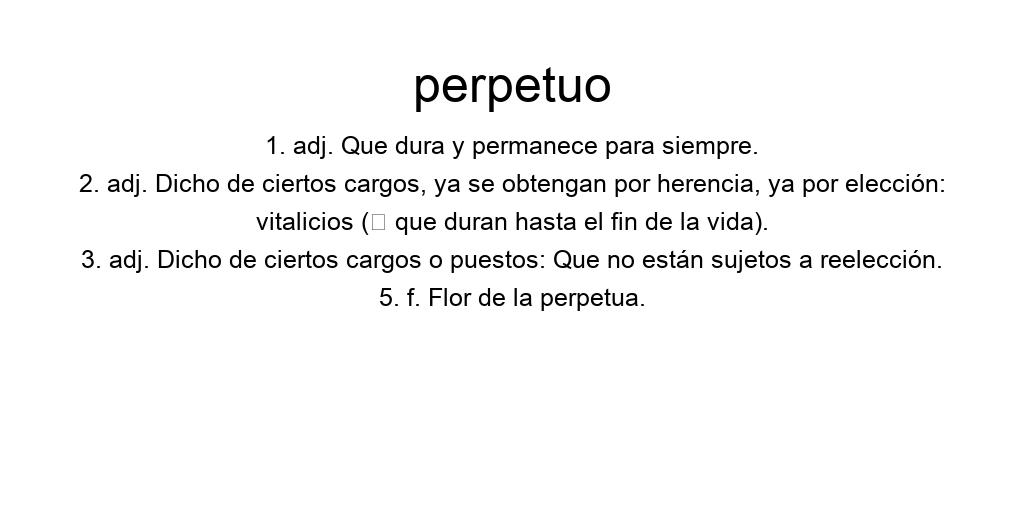 perpetuo
1. adj. Que dura y permanece para siempre.
2. adj. Dicho de ciertos cargos, ya se obtengan por herencia, ya por elección:
vitalicios (□ que duran hasta el fin de la vida).
3. adj. Dicho de ciertos cargos o puestos: Que no están sujetos a reelección.
5. f. Flor de la perpetua.